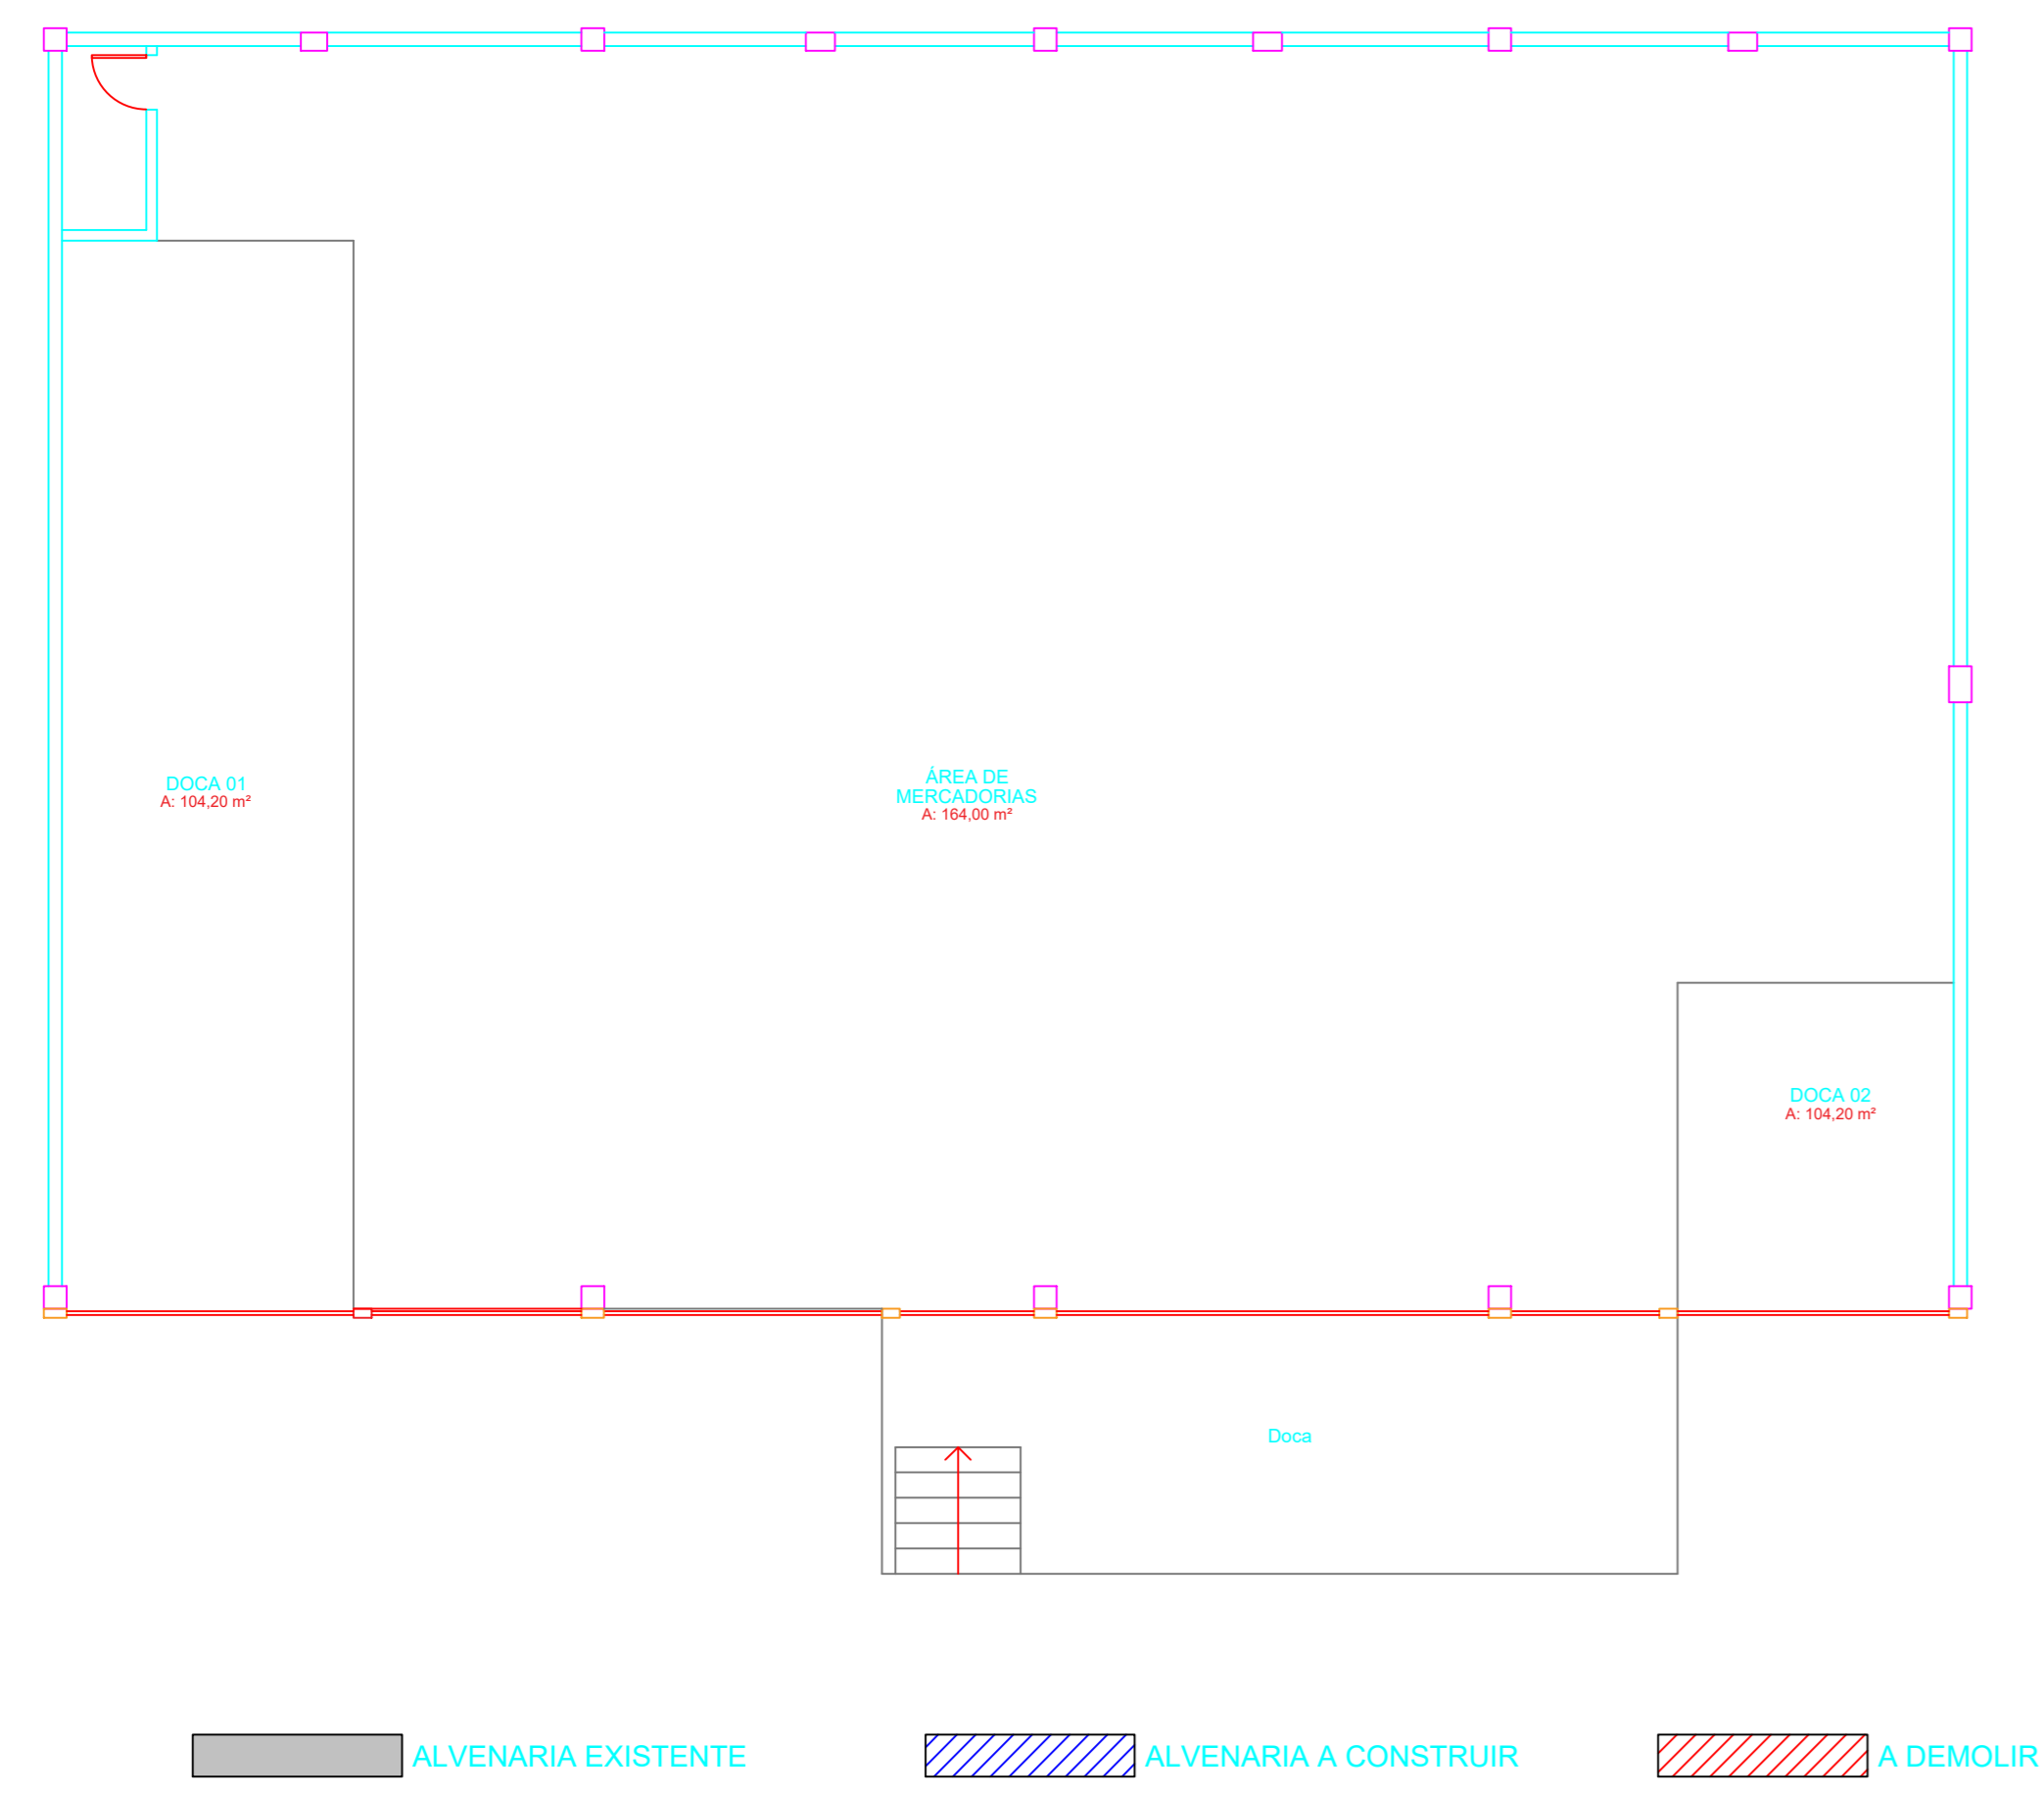 DOCA 01
A: 104,20 m²
ÁREA DE
MERCADORIAS
A: 164,00 m²
DOCA 02
A: 104,20 m²
Doca
ALVENARIA EXISTENTE
ALVENARIA A CONSTRUIR
A DEMOLIR